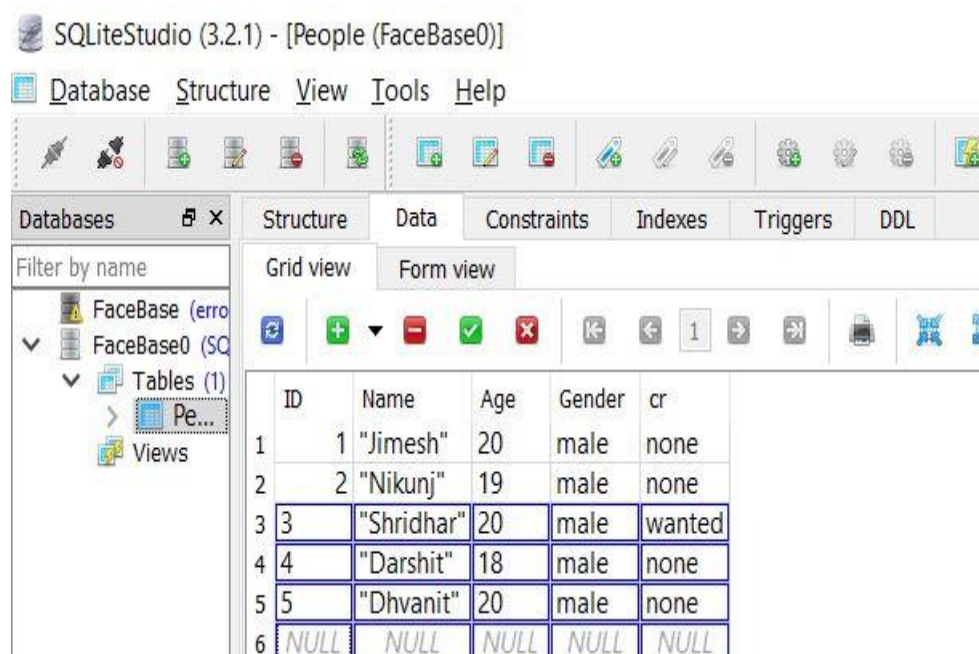 SQLiteStudio (3.2.1) - [People (FaceBase0)]
Database Structure View Tools Help
Databases
Structure Data Constraints Indexes Triggers DDL
Filter by name
Grid view Form view
FaceBase (erro
FaceBase0 (SQ
Tables (1)
Pe...
Views
1
ID Name Age Gender cr
1 1 "Jimesh" 20 male none
2 2 "Nikunj" 19 male none
3 3 "Shridhar" 20 male wanted
4 4 "Darshit" 18 male none
5 5 "Dhvanit" 20 male none
6 NULL NULL NULL NULL NULL